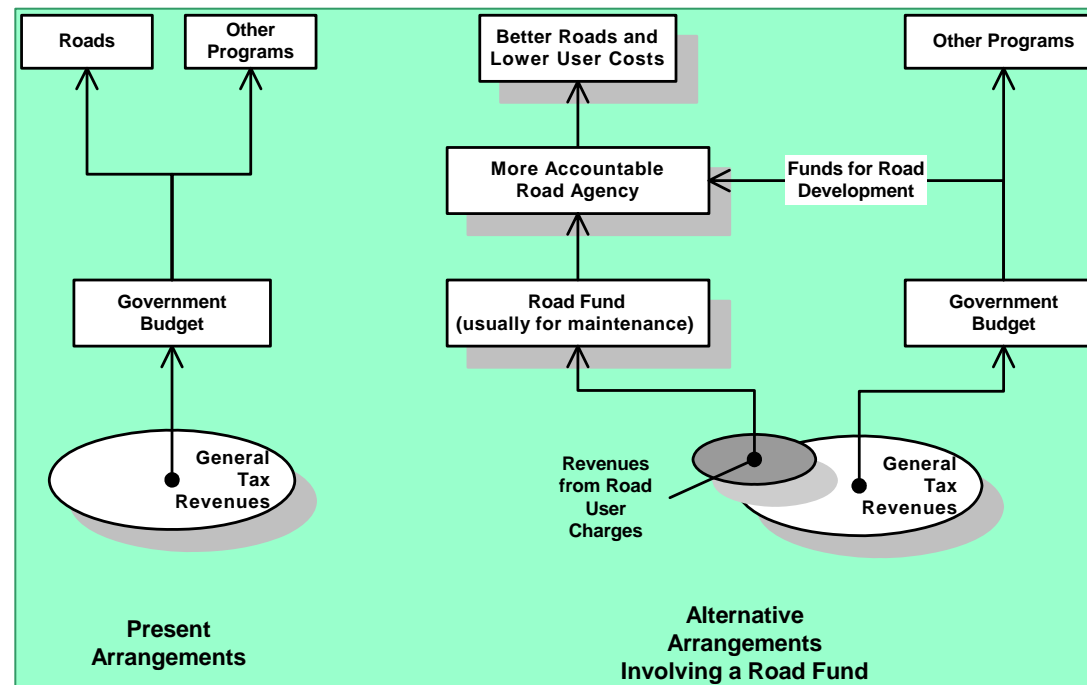 Roads
Other
Programs
Government
Budget
General
Tax
Revenues
Present
Arrangements
Better Roads and
Lower User Costs
Other Programs
More Accountable
Road Agency
Funds for Road
Development
Road Fund
(usually for maintenance)
Government
Budget
Revenues
from Road
User
Charges
General
Tax
Revenues
Alternative
Arrangements
Involving a Road Fund